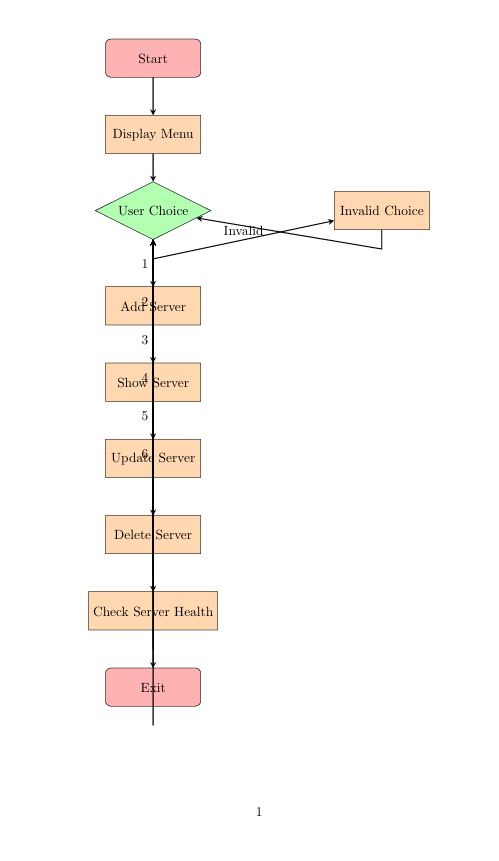 Start
Display Menu
User Choice
Invalid Choice
Invalid
1
2
Add Server
3
4
Show Server
5
6
Update Server
Delete Server
Check Server Health
Exit
1